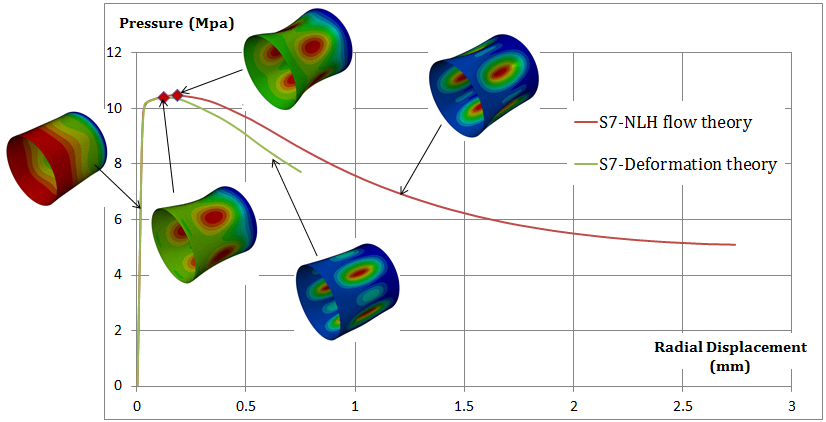 Pressure (Mpa)
12
10
8
6
4
2
0
S7-NLH flow theory
S7-Deformation theory
Radial Displacement
(mm)
0
0.5
1
1.5
2
2.5
3